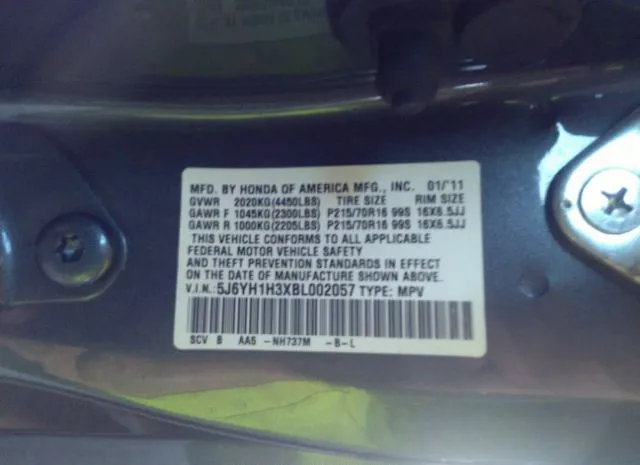 MFD. BY HONDA OF AMERICA MFG., INC. 01/'11
GVWR 2020KG(4450LBS) TIRE SIZE RIM SIZE
GAWR F 1045KG(2300LBS) P215/70R16 99S 16X6.5JJ
GAWR R 1000KG(2205LBS) P215/70R16 99S 16X6.5JJ
THIS VEHICLE CONFORMS TO ALL APPLICABLE
FEDERAL MOTOR VEHICLE SAFETY
AND THEFT PREVENTION STANDARDS IN EFFECT
ON THE DATE OF MANUFACTURE SHOWN ABOVE.
V.I.N.:5J6YH1H3XBL002057 TYPE: MPV
SCV B AA5 -NH737M -B-L